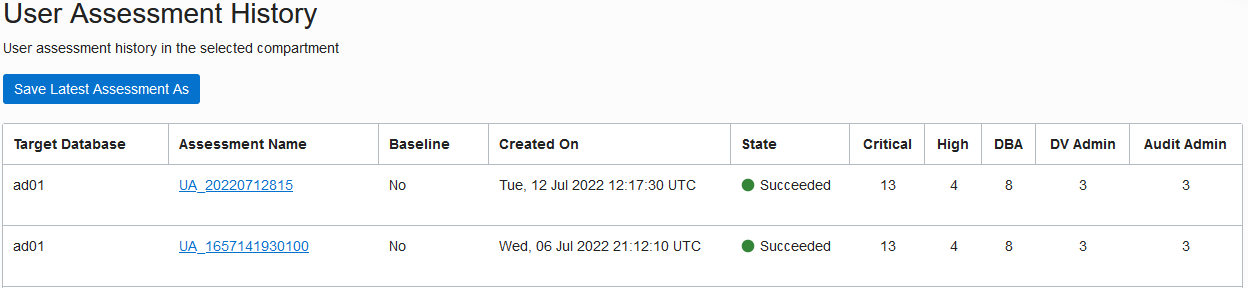 User Assessment History
User assessment history in the selected compartment
Save Latest Assessment As
Target Database Assessment Name Baseline Created On State Critical High DBA DV Admin Audit Admin
ad01 UA_20220712815 No Tue, 12 Jul 2022 12:17:30 UTC Succeeded 13 4 8 3 3
ad01 UA_1657141930100 No Wed, 06 Jul 2022 21:12:10 UTC Succeeded 13 4 8 3 3